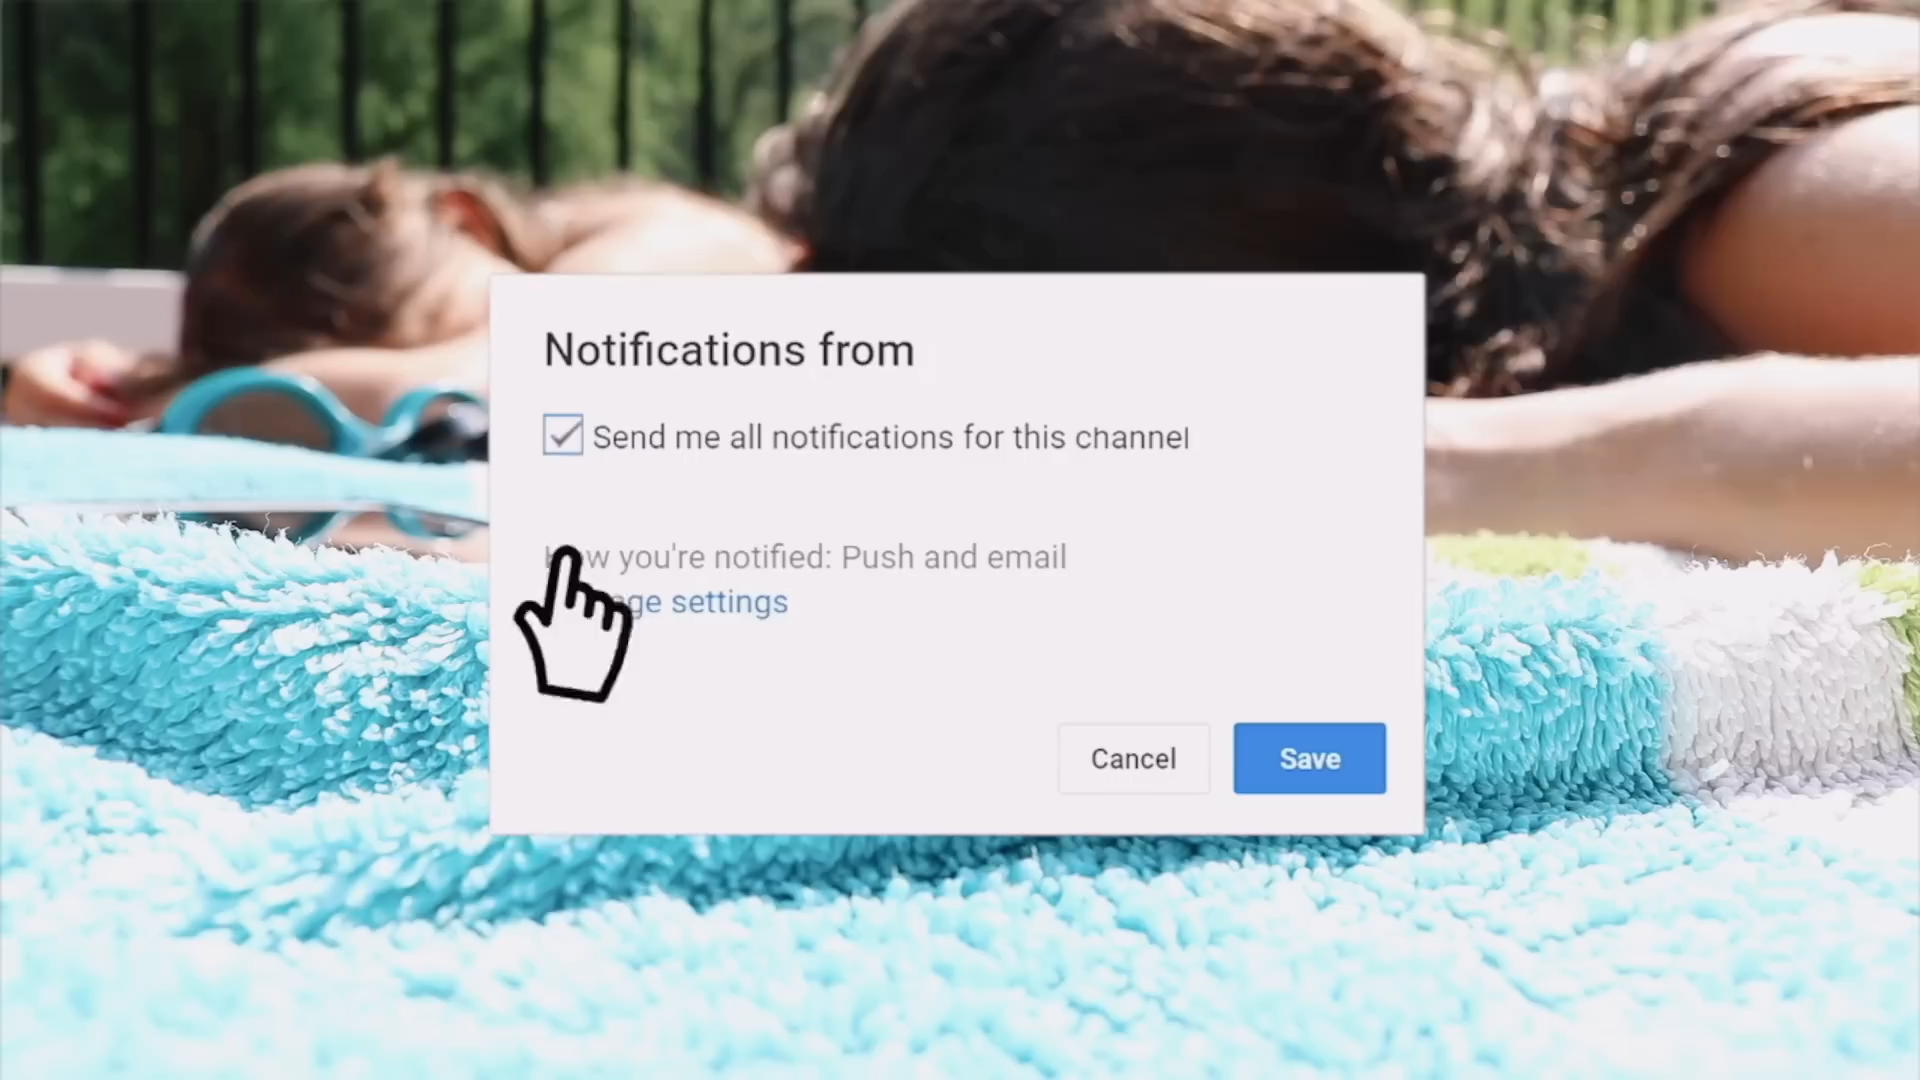 Notifications from
Send me all notifications for this channel
you're notified: Push and email
settings
Cancel
Save